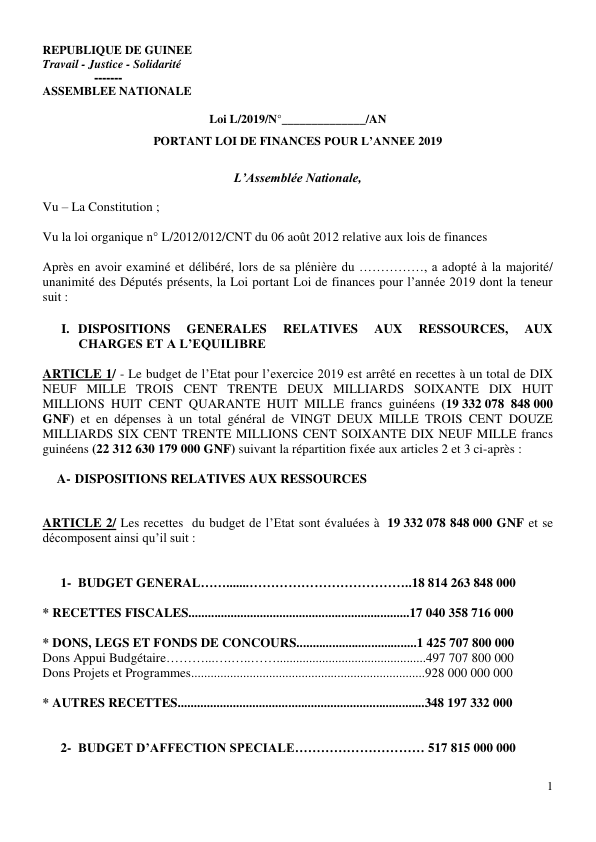 REPUBLIQUE DE GUINEE
Travail - Justice - Solidarité
-------
ASSEMBLEE NATIONALE
Loi L/2019/N°______________/AN
PORTANT LOI DE FINANCES POUR L’ANNEE 2019
L’Assemblée Nationale,
Vu – La Constitution ;
Vu la loi organique n° L/2012/012/CNT du 06 août 2012 relative aux lois de finances
Après en avoir examiné et délibéré, lors de sa plénière du ……………, a adopté à la majorité/
unanimité des Députés présents, la Loi portant Loi de finances pour l’année 2019 dont la teneur
suit :
I. DISPOSITIONS GENERALES RELATIVES AUX RESSOURCES, AUX
CHARGES ET A L’EQUILIBRE
ARTICLE 1/ - Le budget de l’Etat pour l’exercice 2019 est arrêté en recettes à un total de DIX
NEUF MILLE TROIS CENT TRENTE DEUX MILLIARDS SOIXANTE DIX HUIT
MILLIONS HUIT CENT QUARANTE HUIT MILLE francs guinéens (19 332 078 848 000
GNF) et en dépenses à un total général de VINGT DEUX MILLE TROIS CENT DOUZE
MILLIARDS SIX CENT TRENTE MILLIONS CENT SOIXANTE DIX NEUF MILLE francs
guinéens (22 312 630 179 000 GNF) suivant la répartition fixée aux articles 2 et 3 ci-après :
A- DISPOSITIONS RELATIVES AUX RESSOURCES
ARTICLE 2/ Les recettes du budget de l’Etat sont évaluées à 19 332 078 848 000 GNF et se
décomposent ainsi qu’il suit :
1- BUDGET GENERAL…….......………………………………..18 814 263 848 000
* RECETTES FISCALES.....................................................................17 040 358 716 000
* DONS, LEGS ET FONDS DE CONCOURS.....................................1 425 707 800 000
Dons Appui Budgétaire………..…….……...............................................497 707 800 000
Dons Projets et Programmes.........................................................................928 000 000 000
* AUTRES RECETTES.............................................................................348 197 332 000
2- BUDGET D’AFFECTION SPECIALE………………………… 517 815 000 000
1